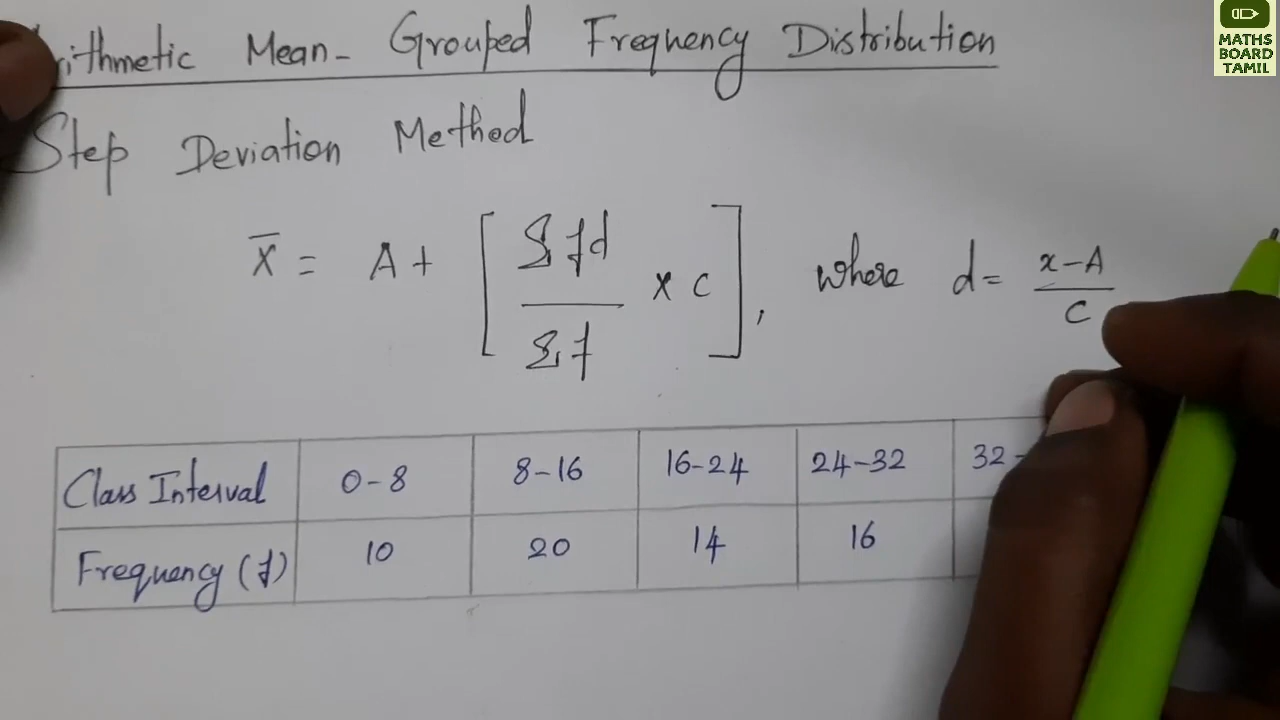 rithmetic Mean- Grouped Frequency Distribution
Step Deviation Method
x̄ = A + [ Σfd / Σf × c ], where d = x-A / c
Class Interval 0-8 8-16 16-24 24-32 32-
Frequency (f) 10 20 14 16
MATHS
BOARD
TAMIL